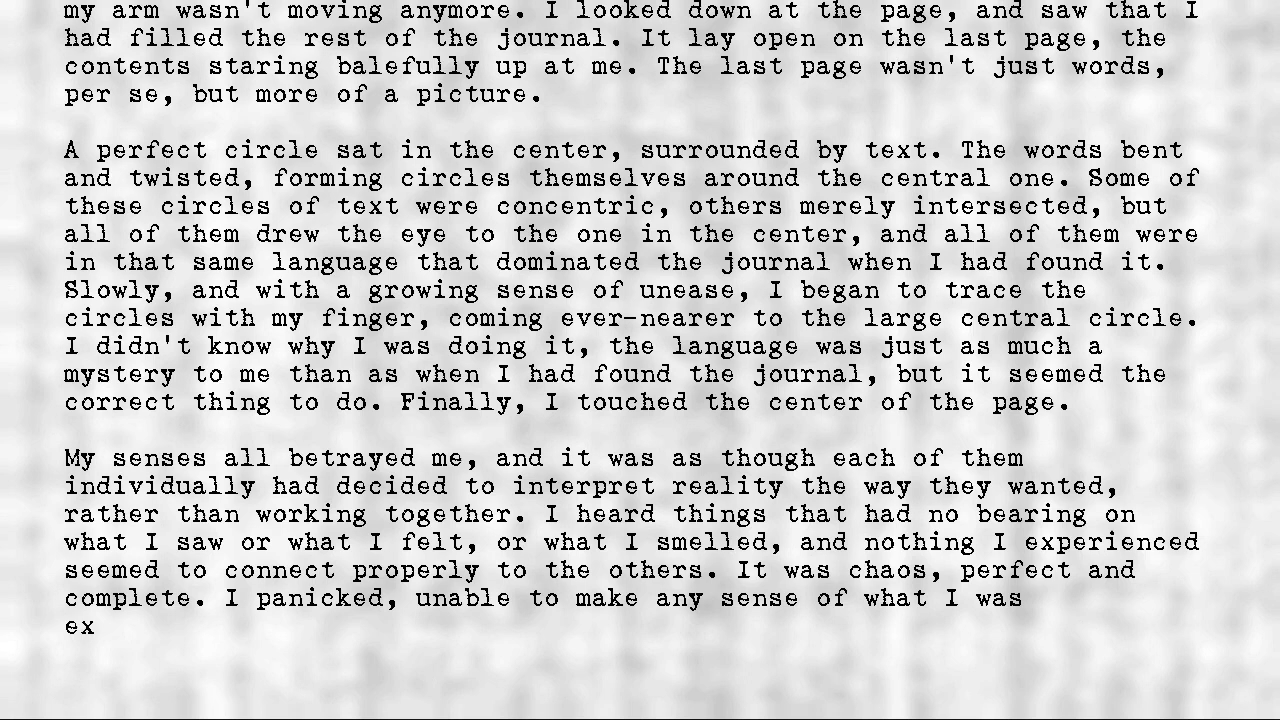 my arm wasn't moving anymore. I looked down at the page, and saw that I
had filled the rest of the journal. It lay open on the last page, the
contents staring balefully up at me. The last page wasn't just words,
per se, but more of a picture.
A perfect circle sat in the center, surrounded by text. The words bent
and twisted, forming circles themselves around the central one. Some of
these circles of text were concentric, others merely intersected, but
all of them drew the eye to the one in the center, and all of them were
in that same language that dominated the journal when I had found it.
Slowly, and with a growing sense of unease, I began to trace the
circles with my finger, coming ever-nearer to the large central circle.
I didn't know why I was doing it, the language was just as much a
mystery to me than as when I had found the journal, but it seemed the
correct thing to do. Finally, I touched the center of the page.
My senses all betrayed me, and it was as though each of them
individually had decided to interpret reality the way they wanted,
rather than working together. I heard things that had no bearing on
what I saw or what I felt, or what I smelled, and nothing I experienced
seemed to connect properly to the others. It was chaos, perfect and
complete. I panicked, unable to make any sense of what I was
ex